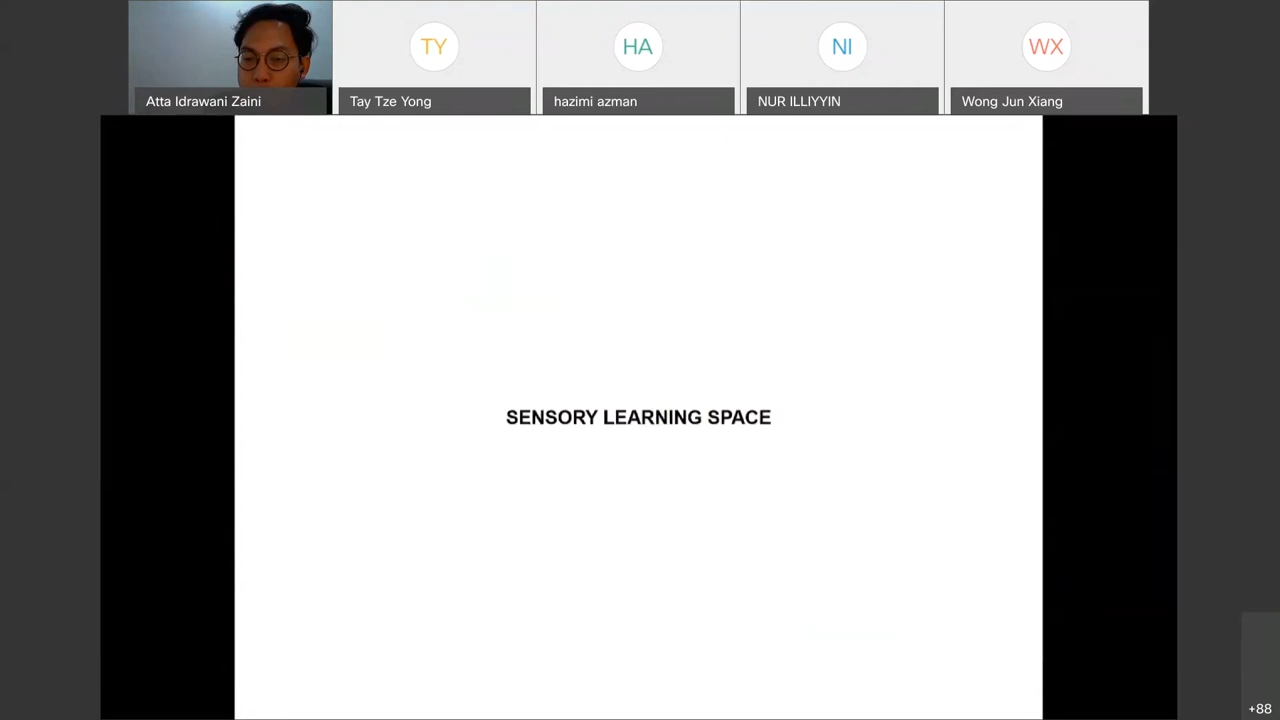 TY
HA
NI
WX
Atta Idrawani Zaini
Tay Tze Yong
hazimi azman
NUR ILLIYYIN
Wong Jun Xiang
SENSORY LEARNING SPACE
+88